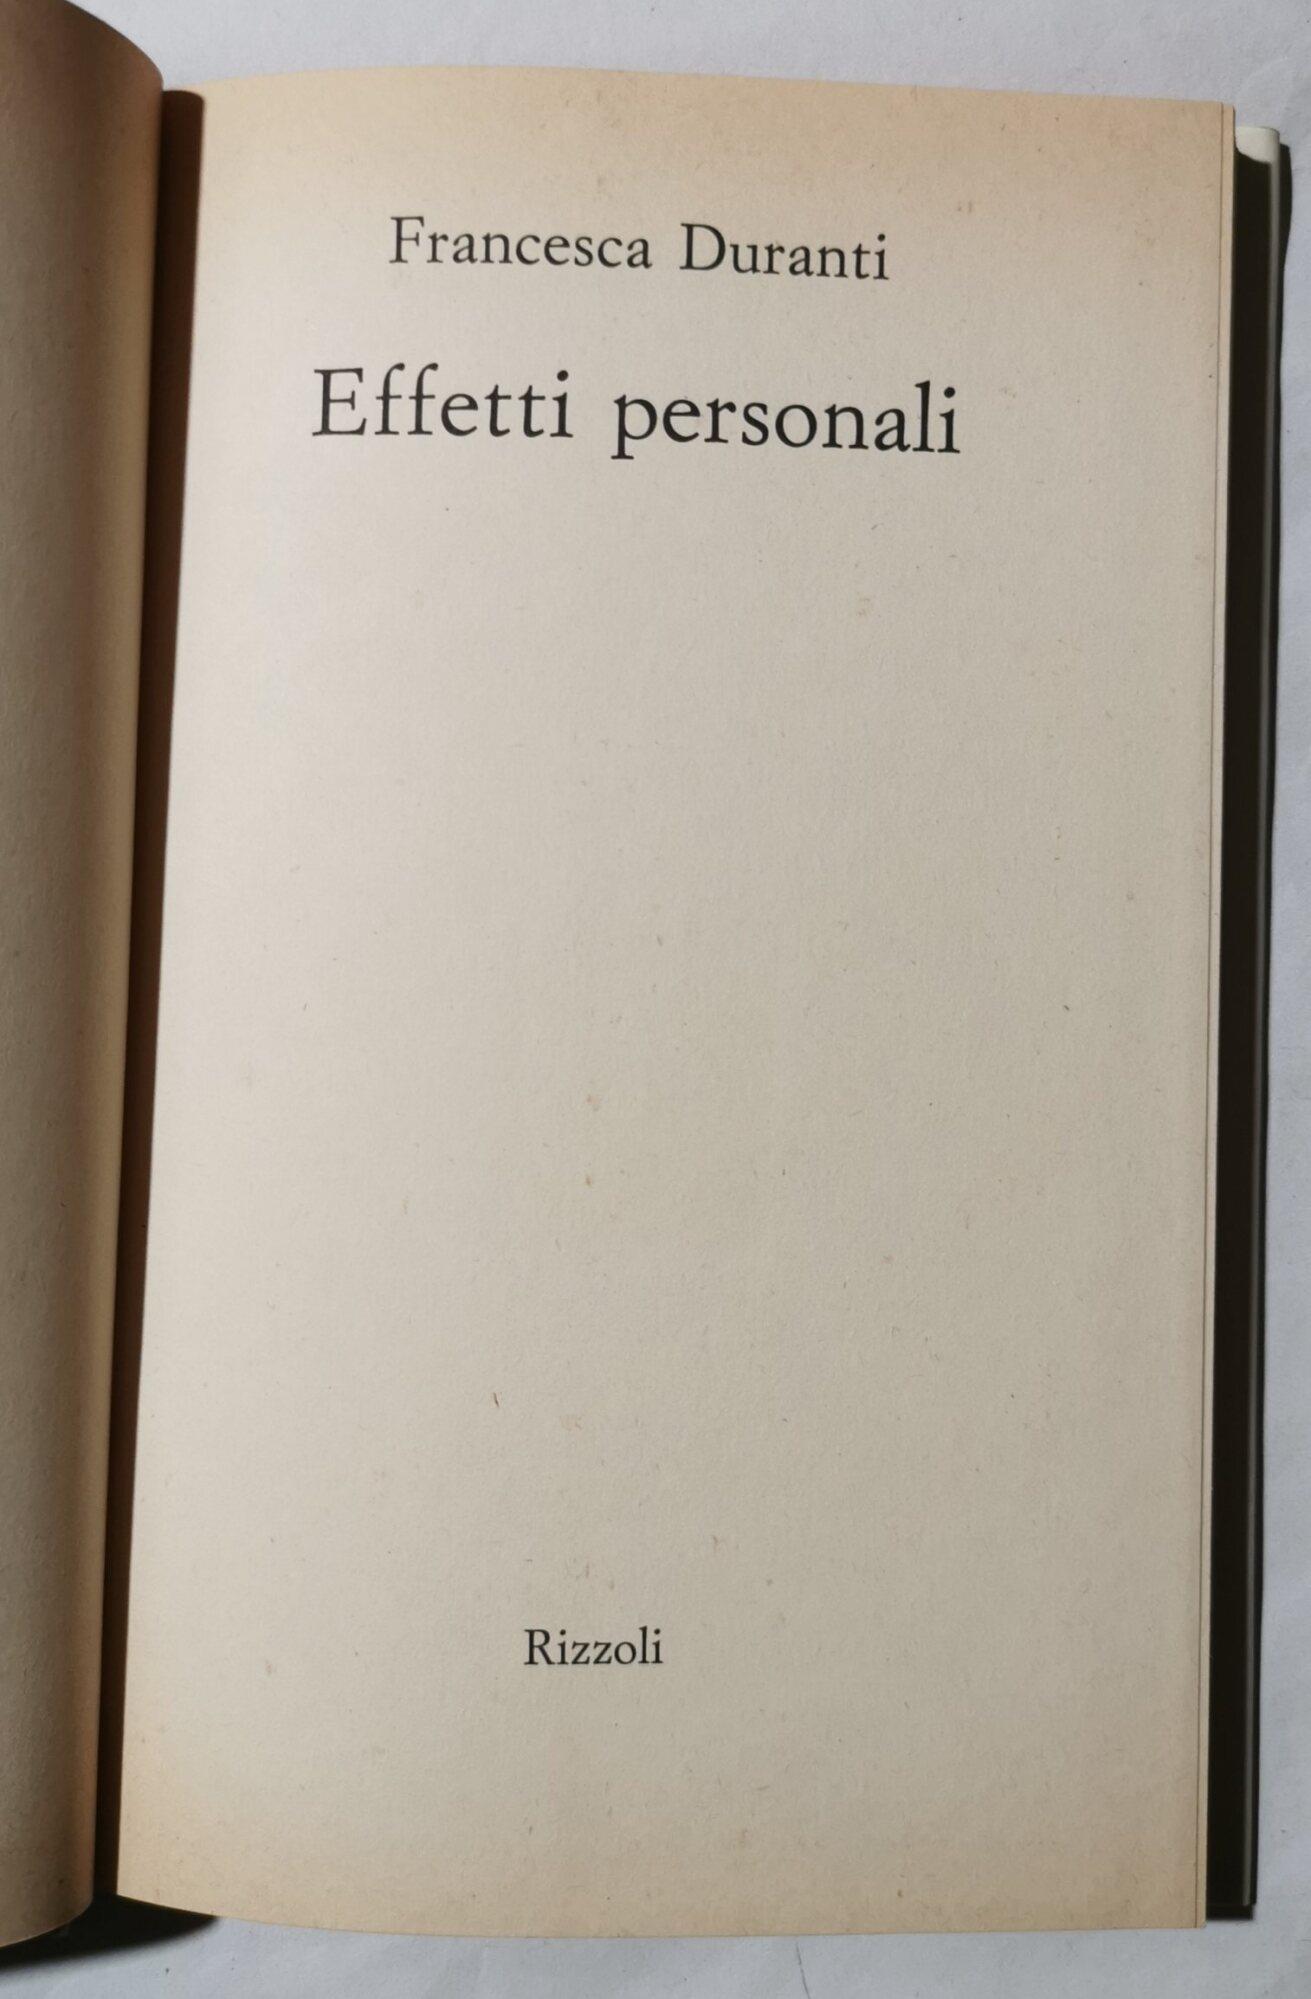 Francesca Duranti
Effetti personali
Rizzoli